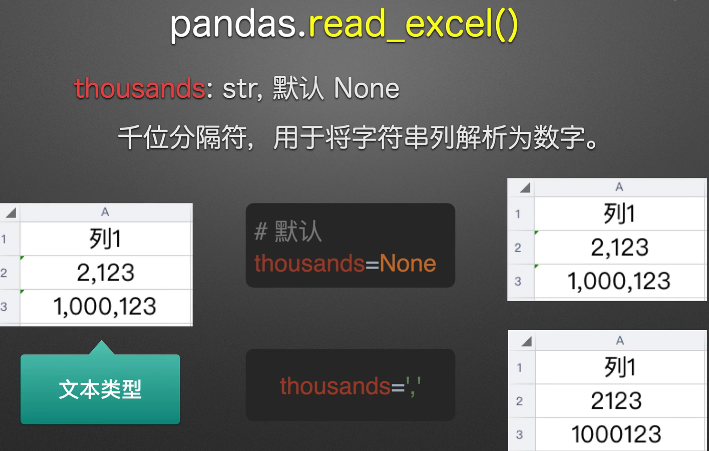 pandas.read_excel()
thousands: str, 默认 None
千位分隔符，用于将字符串列解析为数字。
A
1 列1
2 2,123
3 1,000,123
文本类型
# 默认
thousands=None
A
1 列1
2 2,123
3 1,000,123
thousands=','
A
1 列1
2 2123
3 1000123